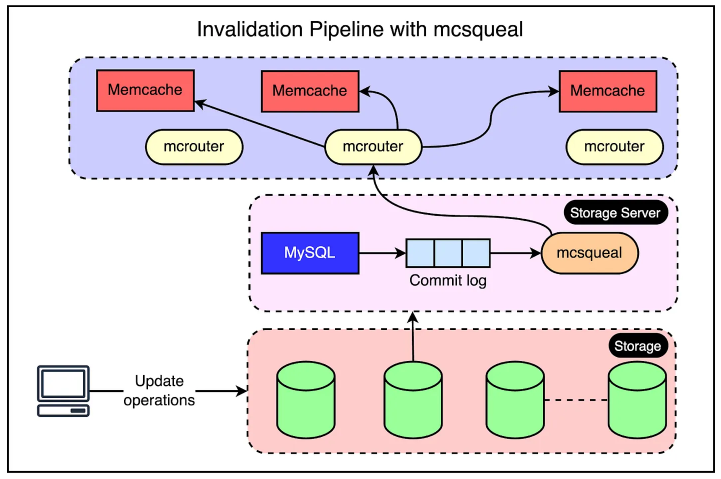 Invalidation Pipeline with mcsqueal
Memcache
Memcache
Memcache
mcrouter
mcrouter
mcrouter
Storage Server
MySQL
mcsqueal
Commit log
Storage
Update
operations